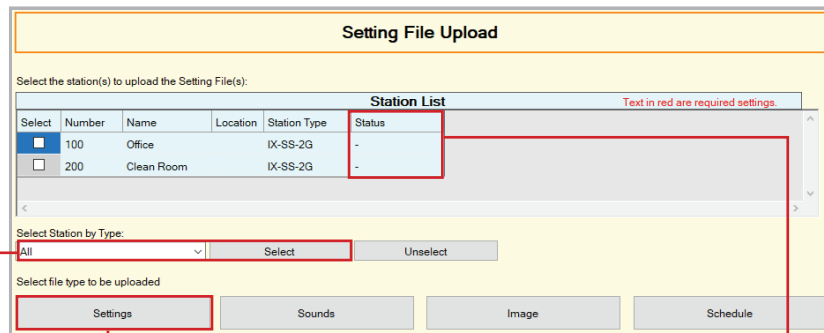 Setting File Upload
Select the station(s) to upload the Setting File(s):
Station List Text in red are required settings.
Select Number Name Location Station Type Status
100 Office IX-SS-2G -
200 Clean Room IX-SS-2G -
Select Station by Type:
All Select Unselect
Select file type to be uploaded
Settings Sounds Image Schedule